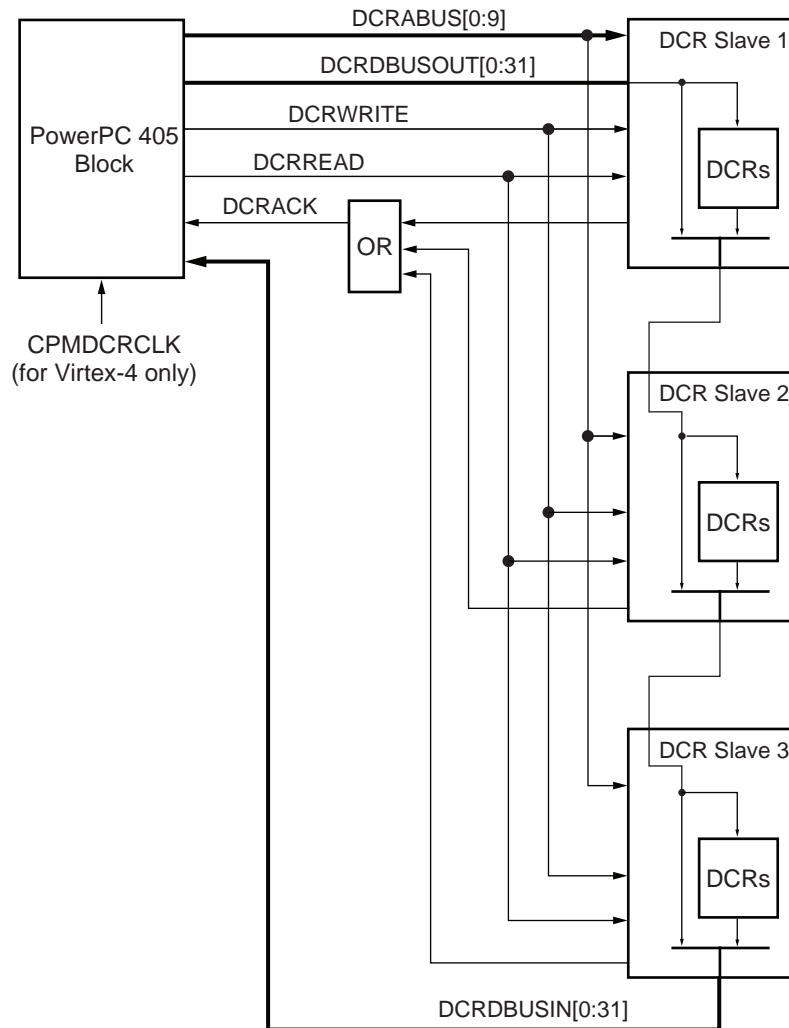 DCRABUS[0:9]
DCR Slave 1
DCRDBUSOUT[0:31]
DCRWRITE
PowerPC 405
Block
DCRs
DCRREAD
DCRACK
OR
CPMDCRCLK
(for Virtex-4 only)
DCR Slave 2
DCRs
DCR Slave 3
DCRs
DCRDBUSIN[0:31]